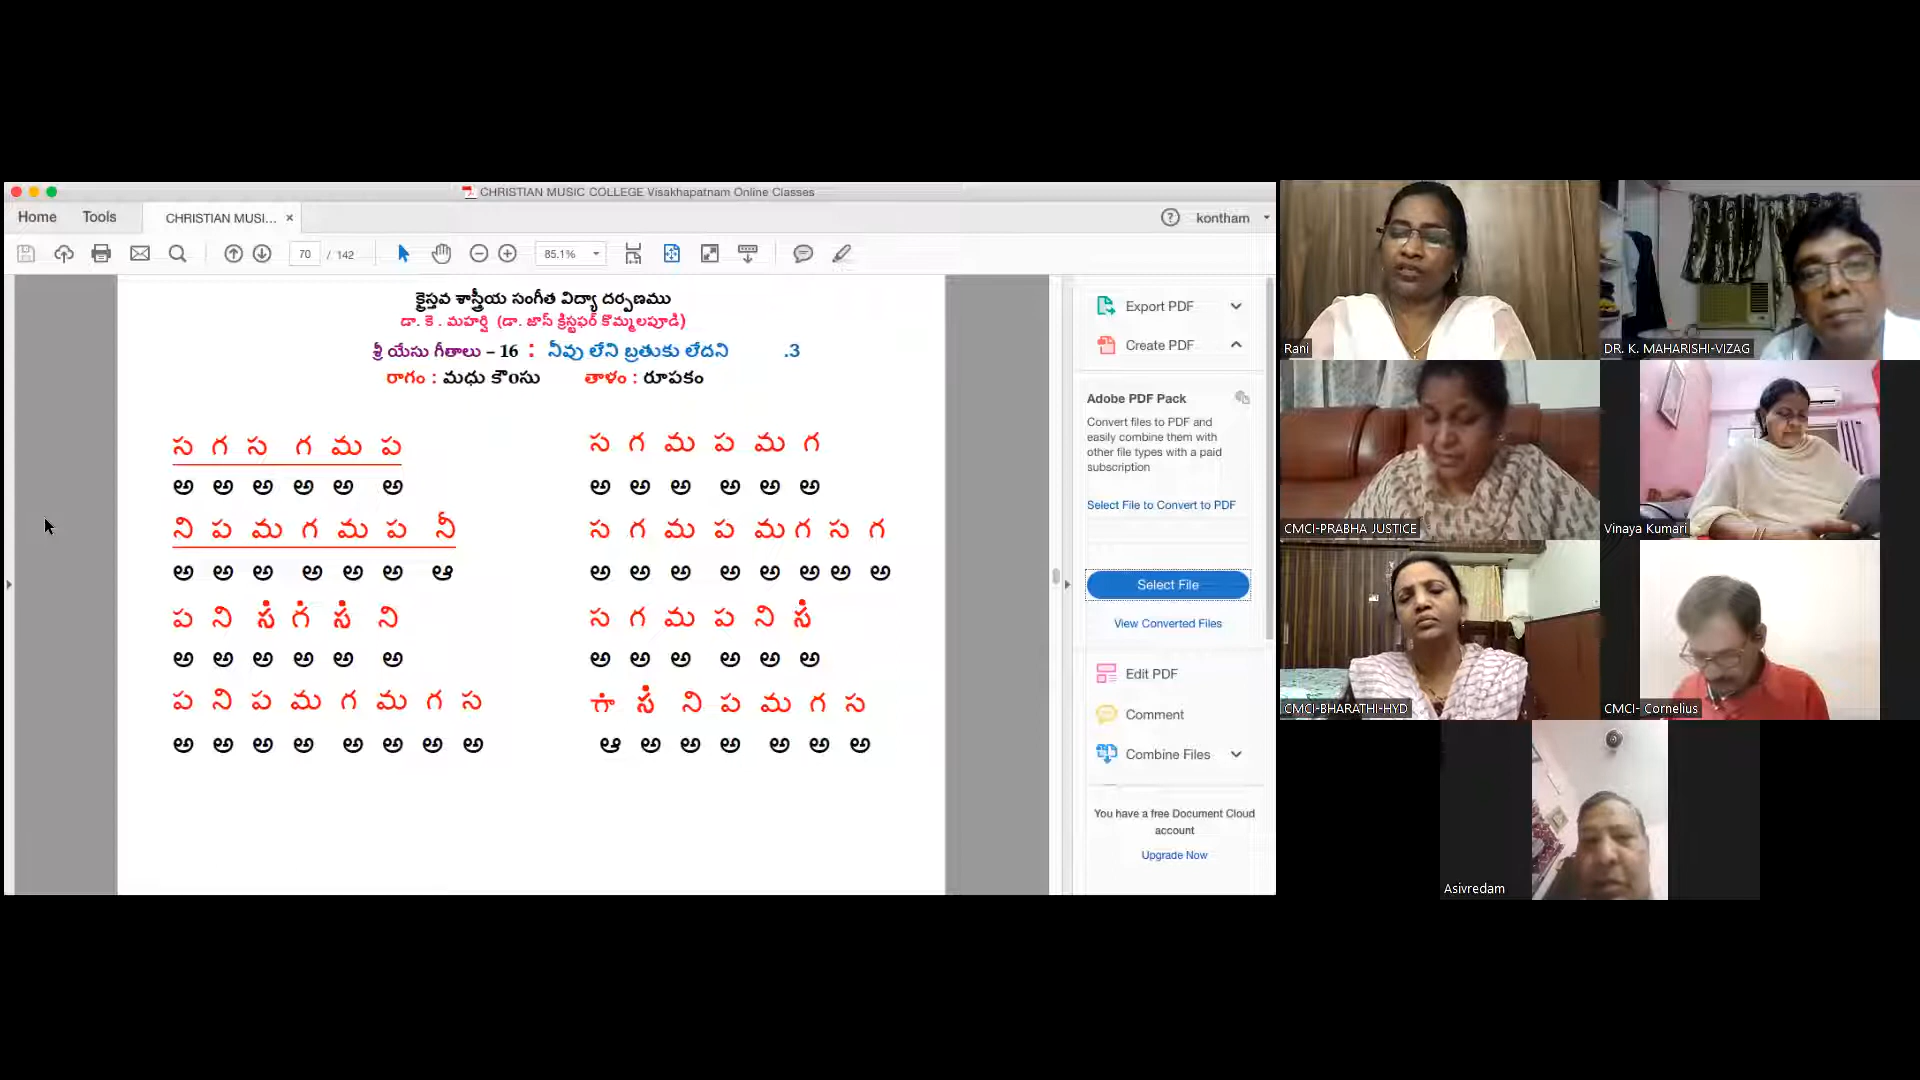 CHRISTIAN MUSIC COLLEGE Visakhapatnam Online Classes
Home Tools CHRISTIAN MUSI... × kontham
70 / 142 85.1%
క్రైస్తవ శాస్త్రీయ సంగీత విద్యా దర్పణము
డా. కె . మహర్షి (డా. జాస్ క్రిస్టఫర్ కొమ్మలపూడి)
శ్రీ యేసు గీతాలు – 16 : నీవు లేని బ్రతుకు లేదని .3
రాగం : మధు కౌంసు తాళం : రూపకం
స గ స గ మ ప
అ అ అ అ అ అ
ని ప మ గ మ ప నీ
అ అ అ అ అ అ ఆ
ప ని సં గં సં ని
అ అ అ అ అ అ
ప ని ప మ గ మ గ స
అ అ అ అ అ అ అ అ
స గ మ ప మ గ
అ అ అ అ అ అ
స గ మ ప మ గ స గ
అ అ అ అ అ అ అ అ
స గ మ ప ని సં
అ అ అ అ అ అ
గాં సં ని ప మ గ స
ఆ అ అ అ అ అ అ
Export PDF
Create PDF
Adobe PDF Pack
Convert files to PDF and
easily combine them with
other file types with a paid
subscription
Select File to Convert to PDF
Select File
View Converted Files
Edit PDF
Comment
Combine Files
You have a free Document Cloud
account
Upgrade Now
Rani
DR. K. MAHARISHI-VIZAG
CMCI-PRABHA JUSTICE
Vinaya Kumari
CMCI-BHARATHI-HYD
CMCI- Cornelius
Asivredam